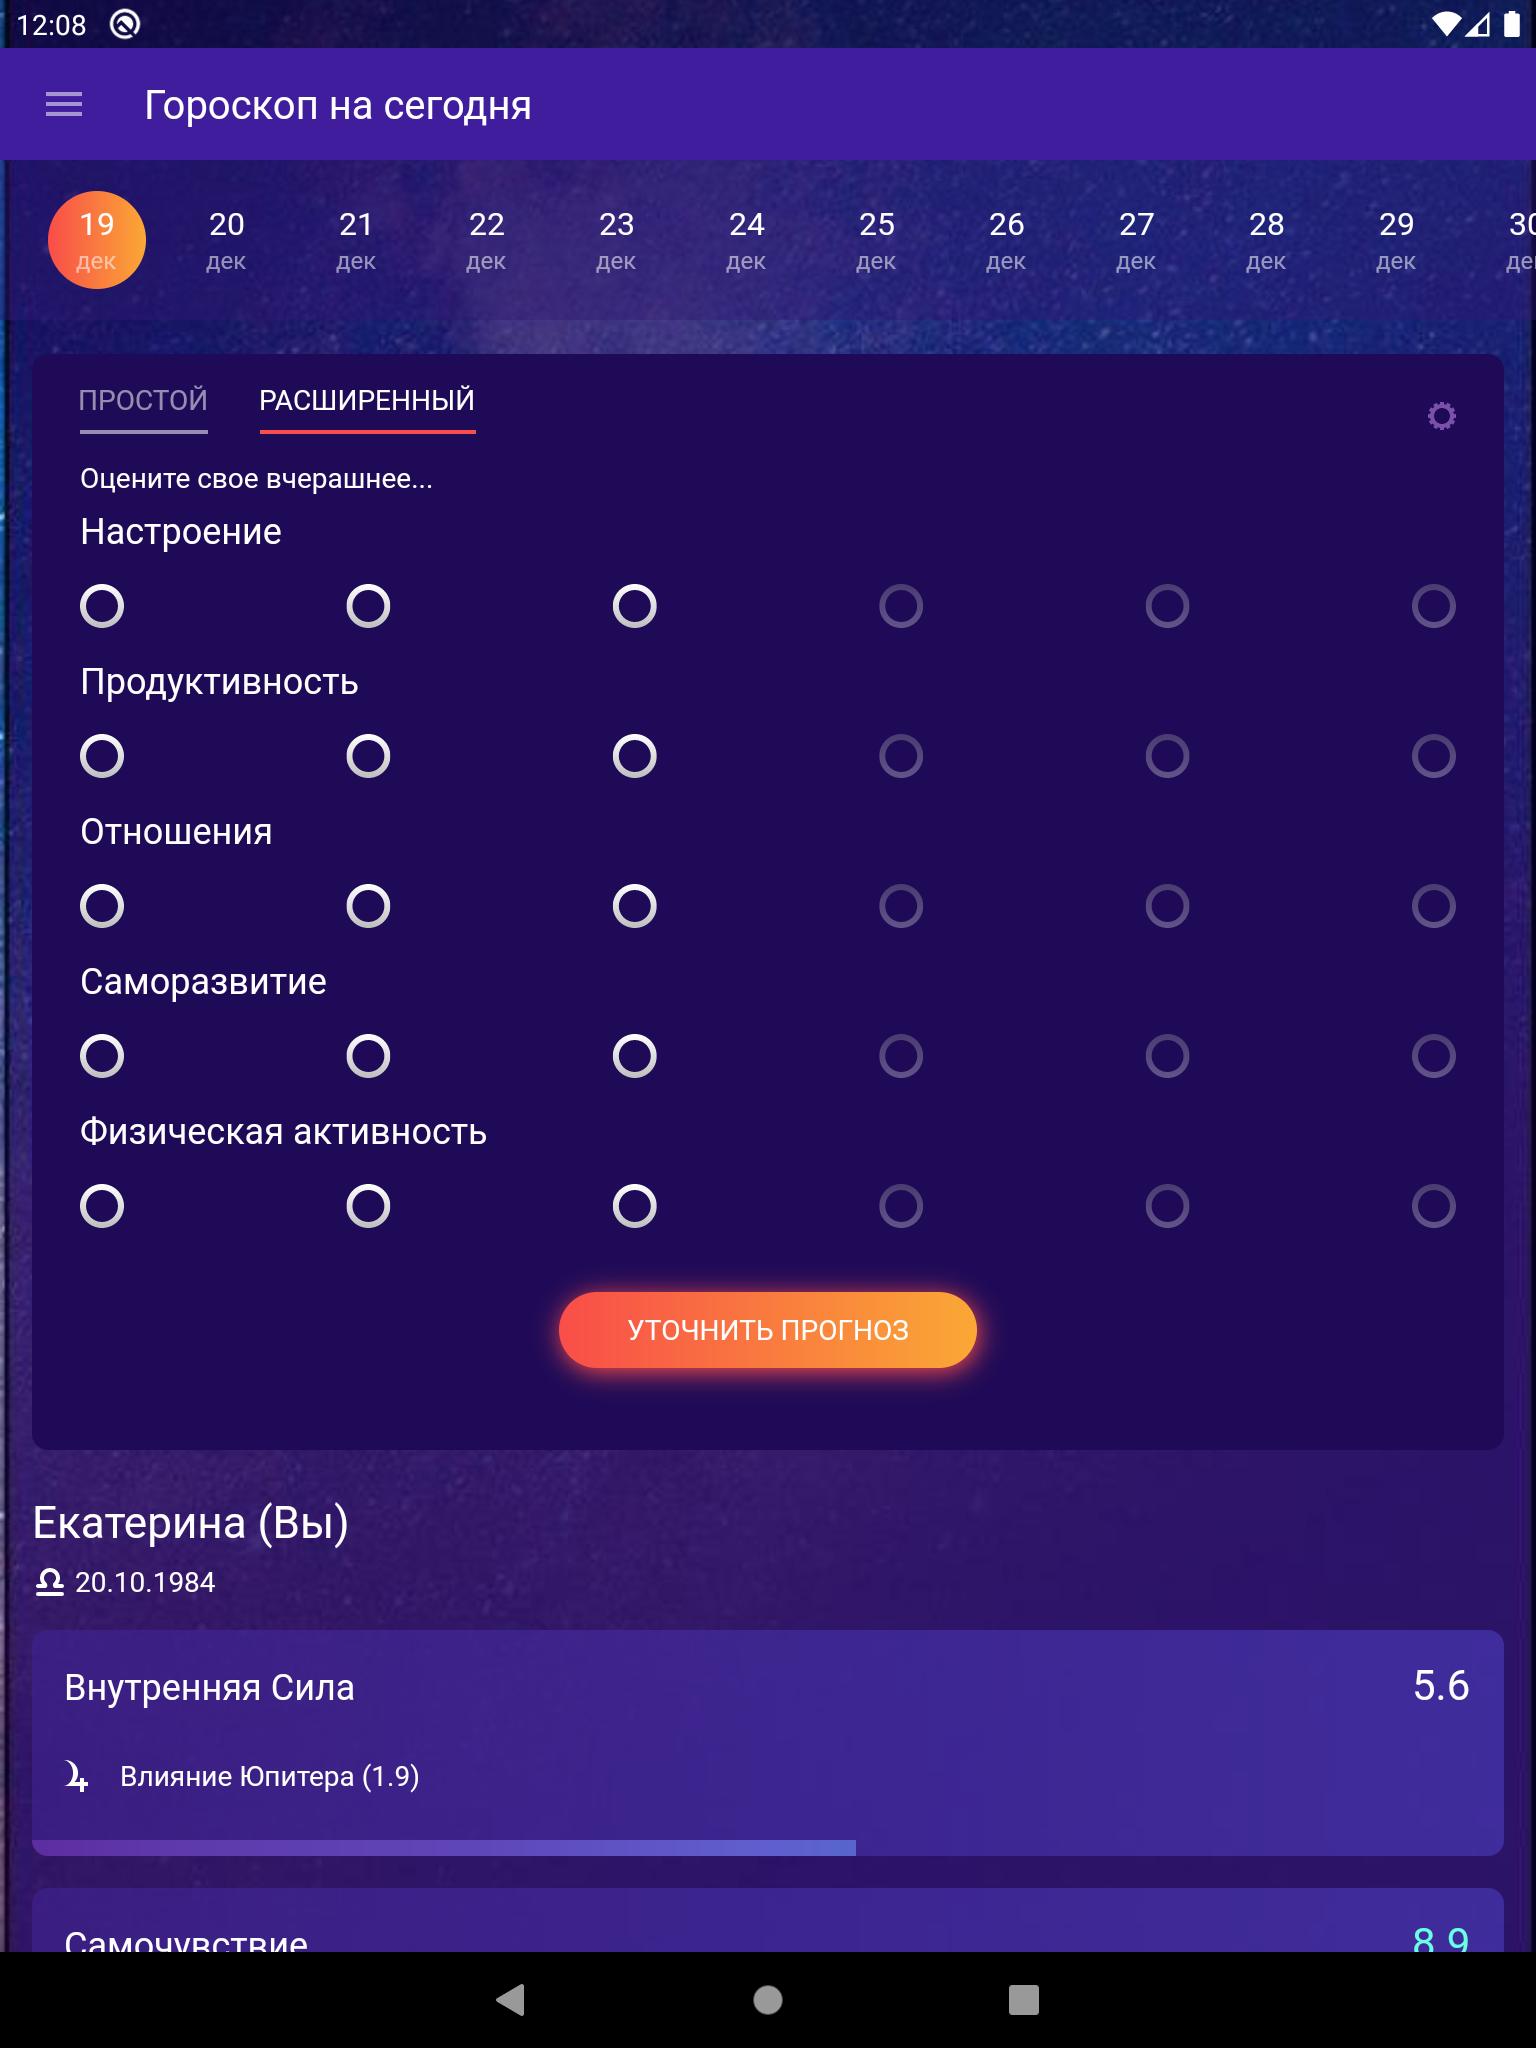 12:08
Гороскоп на сегодня
19 20 21 22 23 24 25 26 27 28 29 30
дек дек дек дек дек дек дек дек дек дек дек
ПРОСТОЙ РАСШИРЕННЫЙ
Оцените свое вчерашнее...
Настроение
Продуктивность
Отношения
Саморазвитие
Физическая активность
УТОЧНИТЬ ПРОГНОЗ
Екатерина (Вы)
20.10.1984
Внутренняя Сила 5.6
Влияние Юпитера (1.9)
Самочувствие 8.9